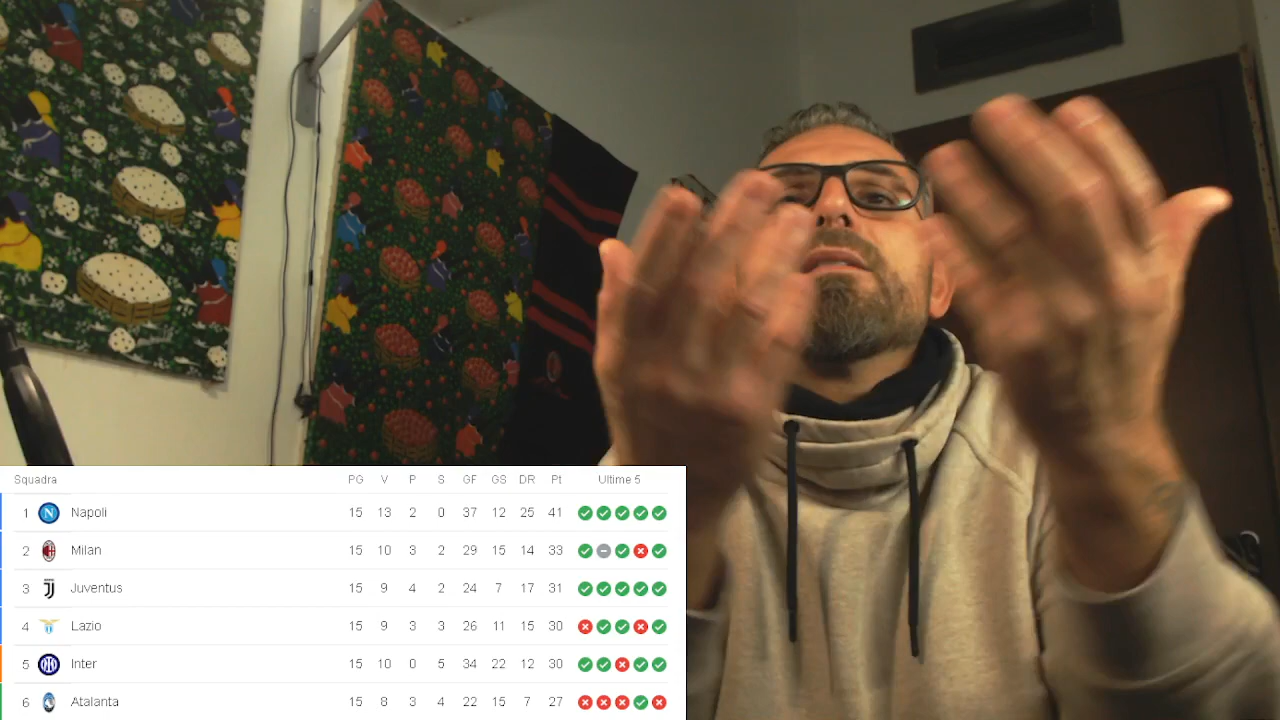 Squadra PG V P S GF GS DR Pt Ultime 5
1 Napoli 15 13 2 0 37 12 25 41
2 Milan 15 10 3 2 29 15 14 33
3 Juventus 15 9 4 2 24 7 17 31
4 Lazio 15 9 3 3 26 11 15 30
5 Inter 15 10 0 5 34 22 12 30
6 Atalanta 15 8 3 4 22 15 7 27